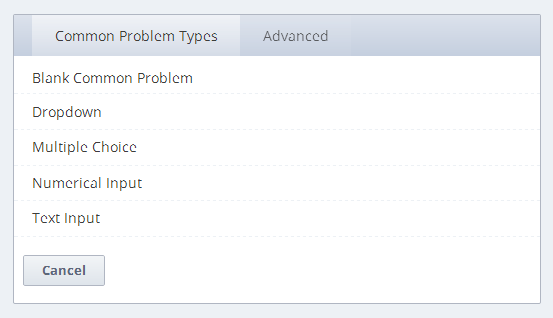 Common Problem Types Advanced
Blank Common Problem
Dropdown
Multiple Choice
Numerical Input
Text Input
Cancel